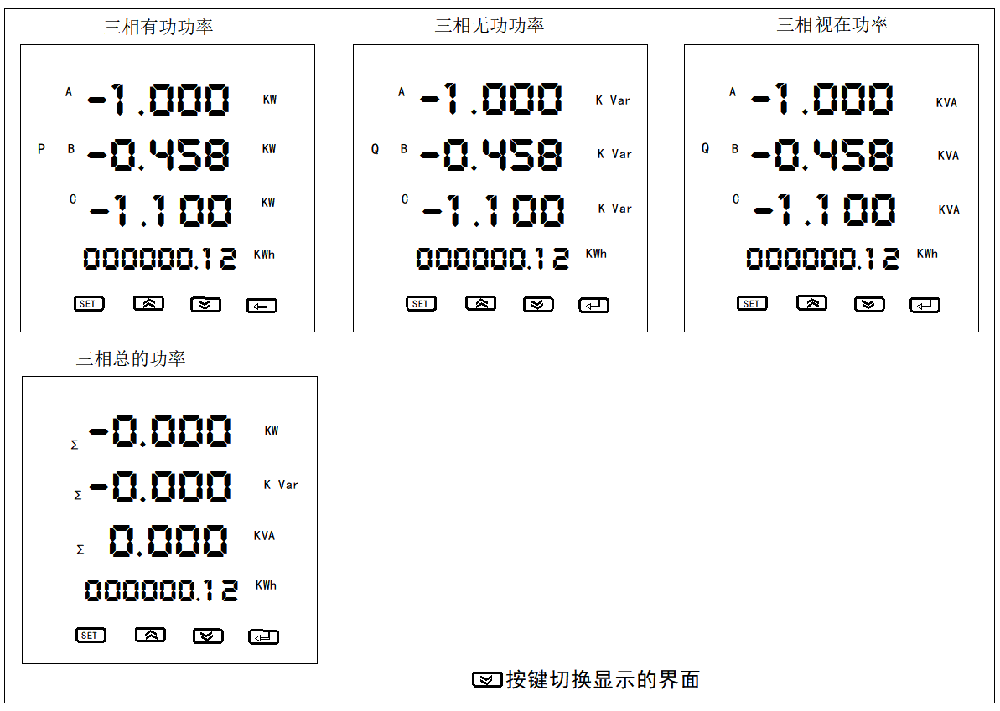 三相有功功率
A -1.000 KW
P B -0.458 KW
C -1.100 KW
000000.12 KWh
SET
三相无功功率
A -1.000 K Var
Q B -0.458 K Var
C -1.100 K Var
000000.12 KWh
SET
三相视在功率
A -1.000 KVA
Q B -0.458 KVA
C -1.100 KVA
000000.12 KWh
SET
三相总的功率
Σ -0.000 KW
Σ -0.000 K Var
Σ 0.000 KVA
000000.12 KWh
SET
按键切换显示的界面